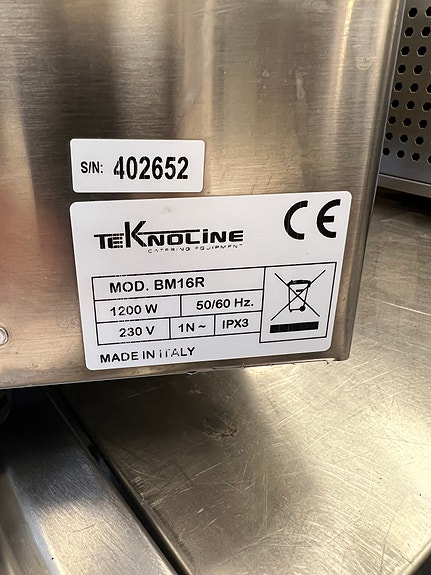 S/N: 402652
TEKNOLINE
CATERING EQUIPMENT
CE
MOD. BM16R
1200 W 50/60 Hz.
230 V 1N~ IPX3
MADE IN ITALY